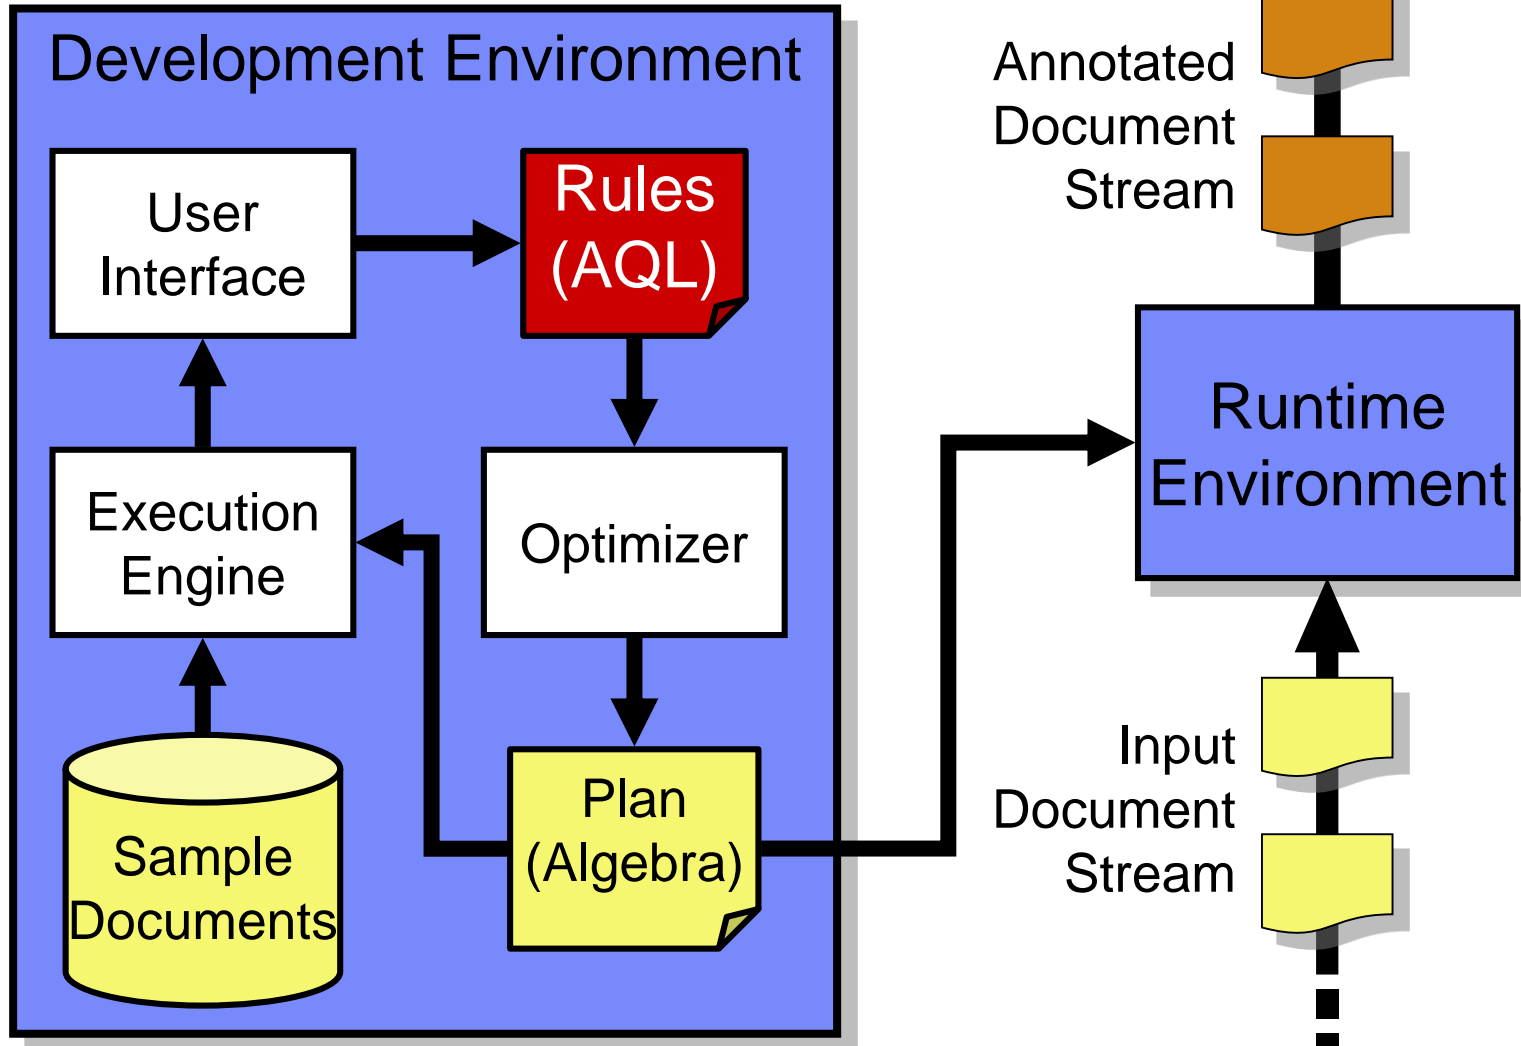 Development Environment
User
Interface
Rules
(AQL)
Execution
Engine
Optimizer
Sample
Documents
Plan
(Algebra)
Annotated
Document
Stream
Runtime
Environment
Input
Document
Stream